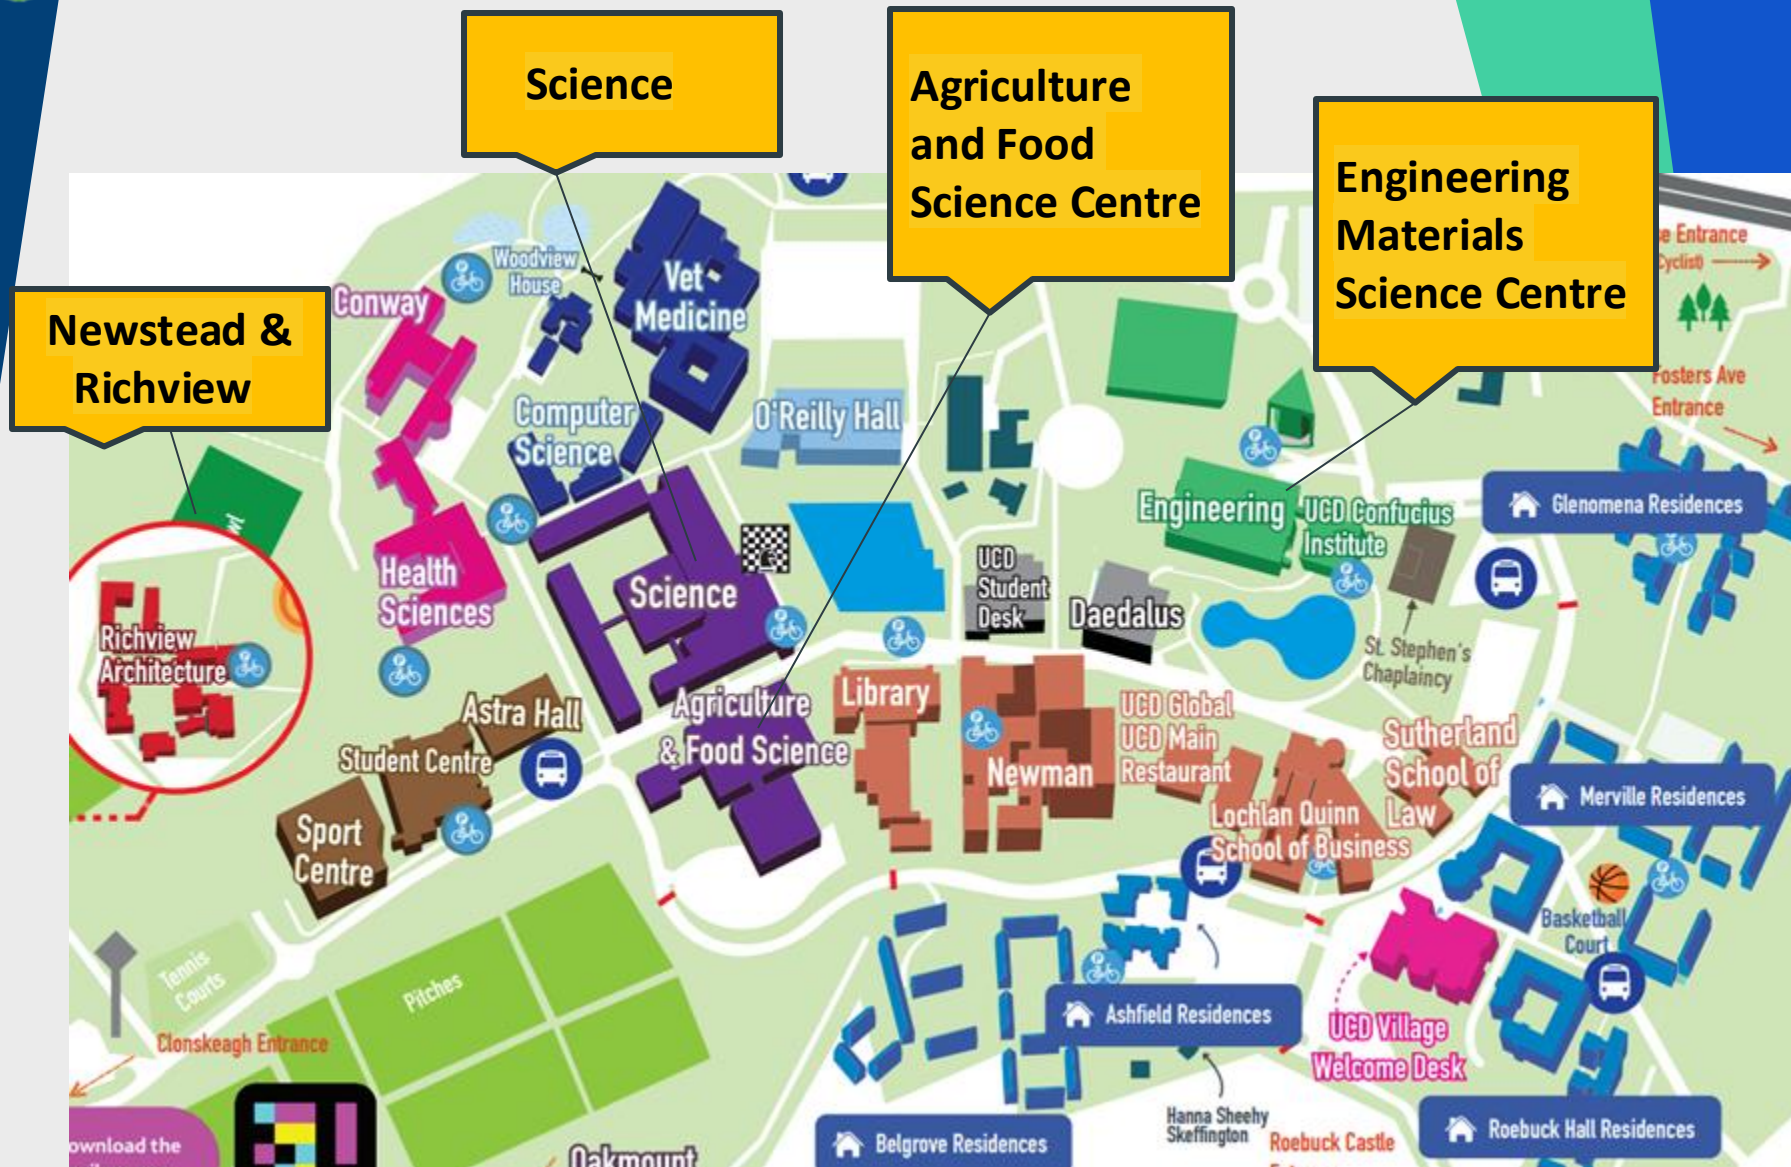 Science
Agriculture
and Food
Science Centre
Engineering
Materials
Science Centre
Newstead &
Richview
Woodview
House
Vet
Medicine
Conway
Computer
Science
O'Reilly Hall
Entrance
Cyclist)
Fosters Ave
Entrance
Glenomena Residences
Engineering
UCD Confucius
Institute
Health
Sciences
Science
UCD
Student
Desk
Daedalus
St. Stephen's
Chaplaincy
Richview
Architecture
Astra Hall
Student Centre
Agriculture
& Food Science
Library
Newman
UCD Global
UCD Main
Restaurant
Sutherland
School of
Law
Merville Residences
Lochlan Quinn
School of Business
Sport
Centre
Basketball
Court
Tennis
Courts
Pitches
Ashfield Residences
UCD Village
Welcome Desk
Clonskeagh Entrance
Hanna Sheehy
Skeffington
Roebuck Castle
Roebuck Hall Residences
Belgrove Residences
ownload the
Oakmount